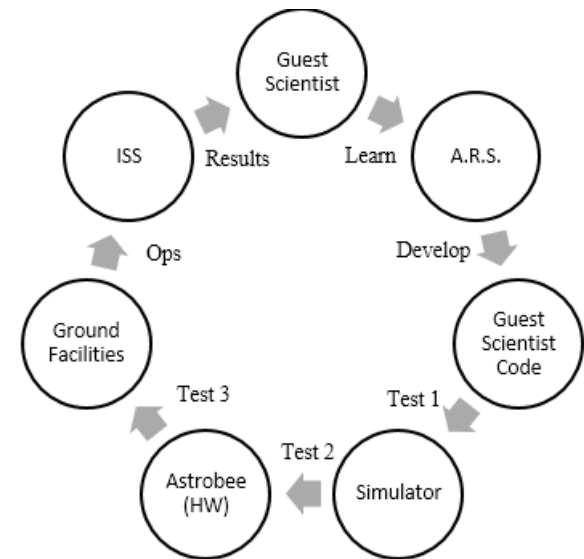 Guest
Scientist
Learn
A.R.S.
Develop
Guest
Scientist
Code
Test 1
Simulator
Test 2
Astrobee
(HW)
Test 3
Ground
Facilities
Ops
ISS
Results